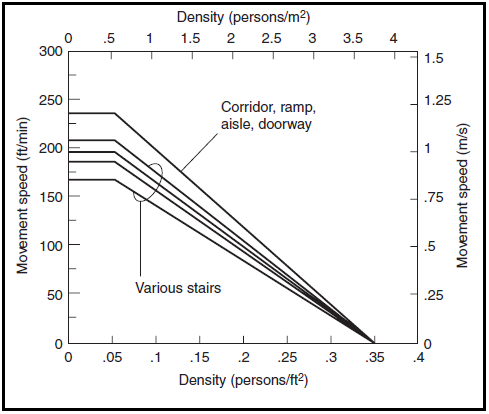 Density (persons/m²)
0 .5 1 1.5 2 2.5 3 3.5 4
300
250
200
150
100
50
0
Movement speed (ft/min)
Corridor, ramp,
aisle, doorway
Various stairs
1.5
1.25
1
.75
.5
.25
0
Movement speed (m/s)
0 .05 .1 .15 .2 .25 .3 .35 .4
Density (persons/ft²)